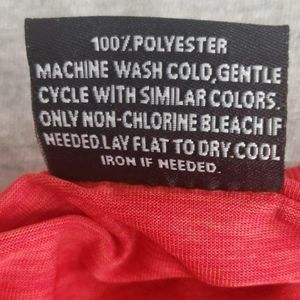 100% POLYESTER
MACHINE WASH COLD,GENTLE
CYCLE WITH SIMILAR COLORS.
ONLY NON-CHLORINE BLEACH IF
NEEDED.LAY FLAT TO DRY.COOL
IRON IF NEEDED.